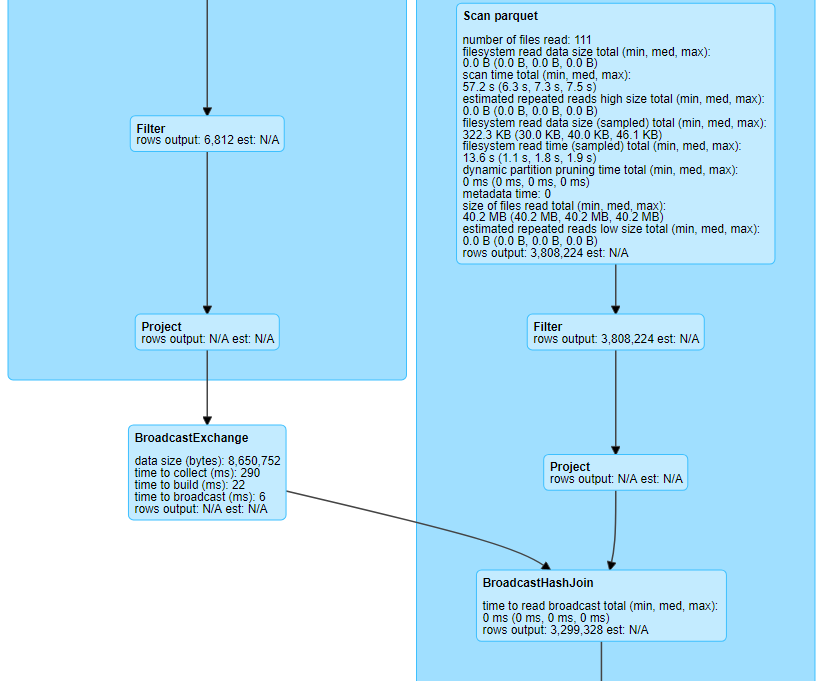 Scan parquet
number of files read: 111
filesystem read data size total (min, med, max):
0.0 B (0.0 B, 0.0 B, 0.0 B)
scan time total (min, med, max):
57.2 s (6.3 s, 7.3 s, 7.5 s)
estimated repeated reads high size total (min, med, max):
0.0 B (0.0 B, 0.0 B, 0.0 B)
filesystem read data size (sampled) total (min, med, max):
322.3 KB (30.0 KB, 40.0 KB, 46.1 KB)
filesystem read time (sampled) total (min, med, max):
13.6 s (1.1 s, 1.8 s, 1.9 s)
dynamic partition pruning time total (min, med, max):
0 ms (0 ms, 0 ms, 0 ms)
metadata time: 0
size of files read total (min, med, max):
40.2 MB (40.2 MB, 40.2 MB, 40.2 MB)
estimated repeated reads low size total (min, med, max):
0.0 B (0.0 B, 0.0 B, 0.0 B)
rows output: 3,808,224 est: N/A
Filter
rows output: 6,812 est: N/A
Project
rows output: N/A est: N/A
Filter
rows output: 3,808,224 est: N/A
BroadcastExchange
data size (bytes): 8,650,752
time to collect (ms): 290
time to build (ms): 22
time to broadcast (ms): 6
rows output: N/A est: N/A
Project
rows output: N/A est: N/A
BroadcastHashJoin
time to read broadcast total (min, med, max):
0 ms (0 ms, 0 ms, 0 ms)
rows output: 3,299,328 est: N/A